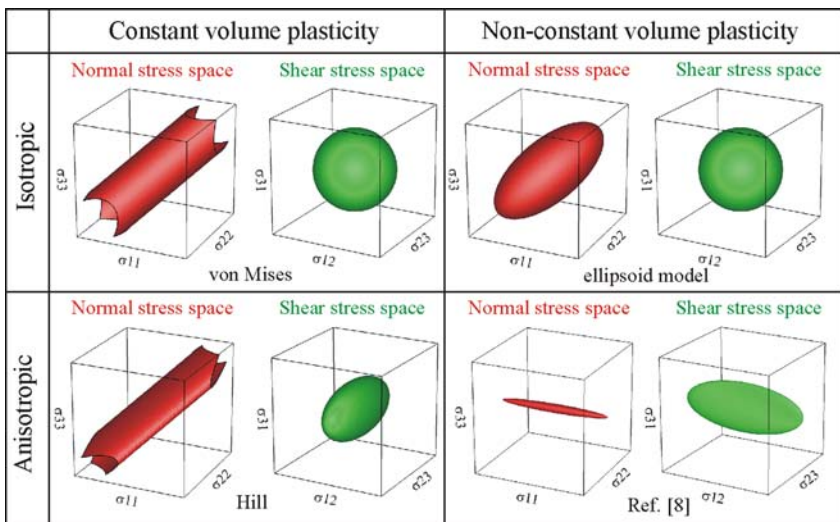 Constant volume plasticity
Non-constant volume plasticity
Isotropic
Normal stress space
Shear stress space
σ33
σ11
σ22
σ31
σ12
σ23
von Mises
Normal stress space
Shear stress space
σ33
σ11
σ22
σ31
σ12
σ23
ellipsoid model
Anisotropic
Normal stress space
Shear stress space
σ33
σ11
σ22
σ31
σ12
σ23
Hill
Normal stress space
Shear stress space
σ33
σ11
σ22
σ31
σ12
σ23
Ref. [8]